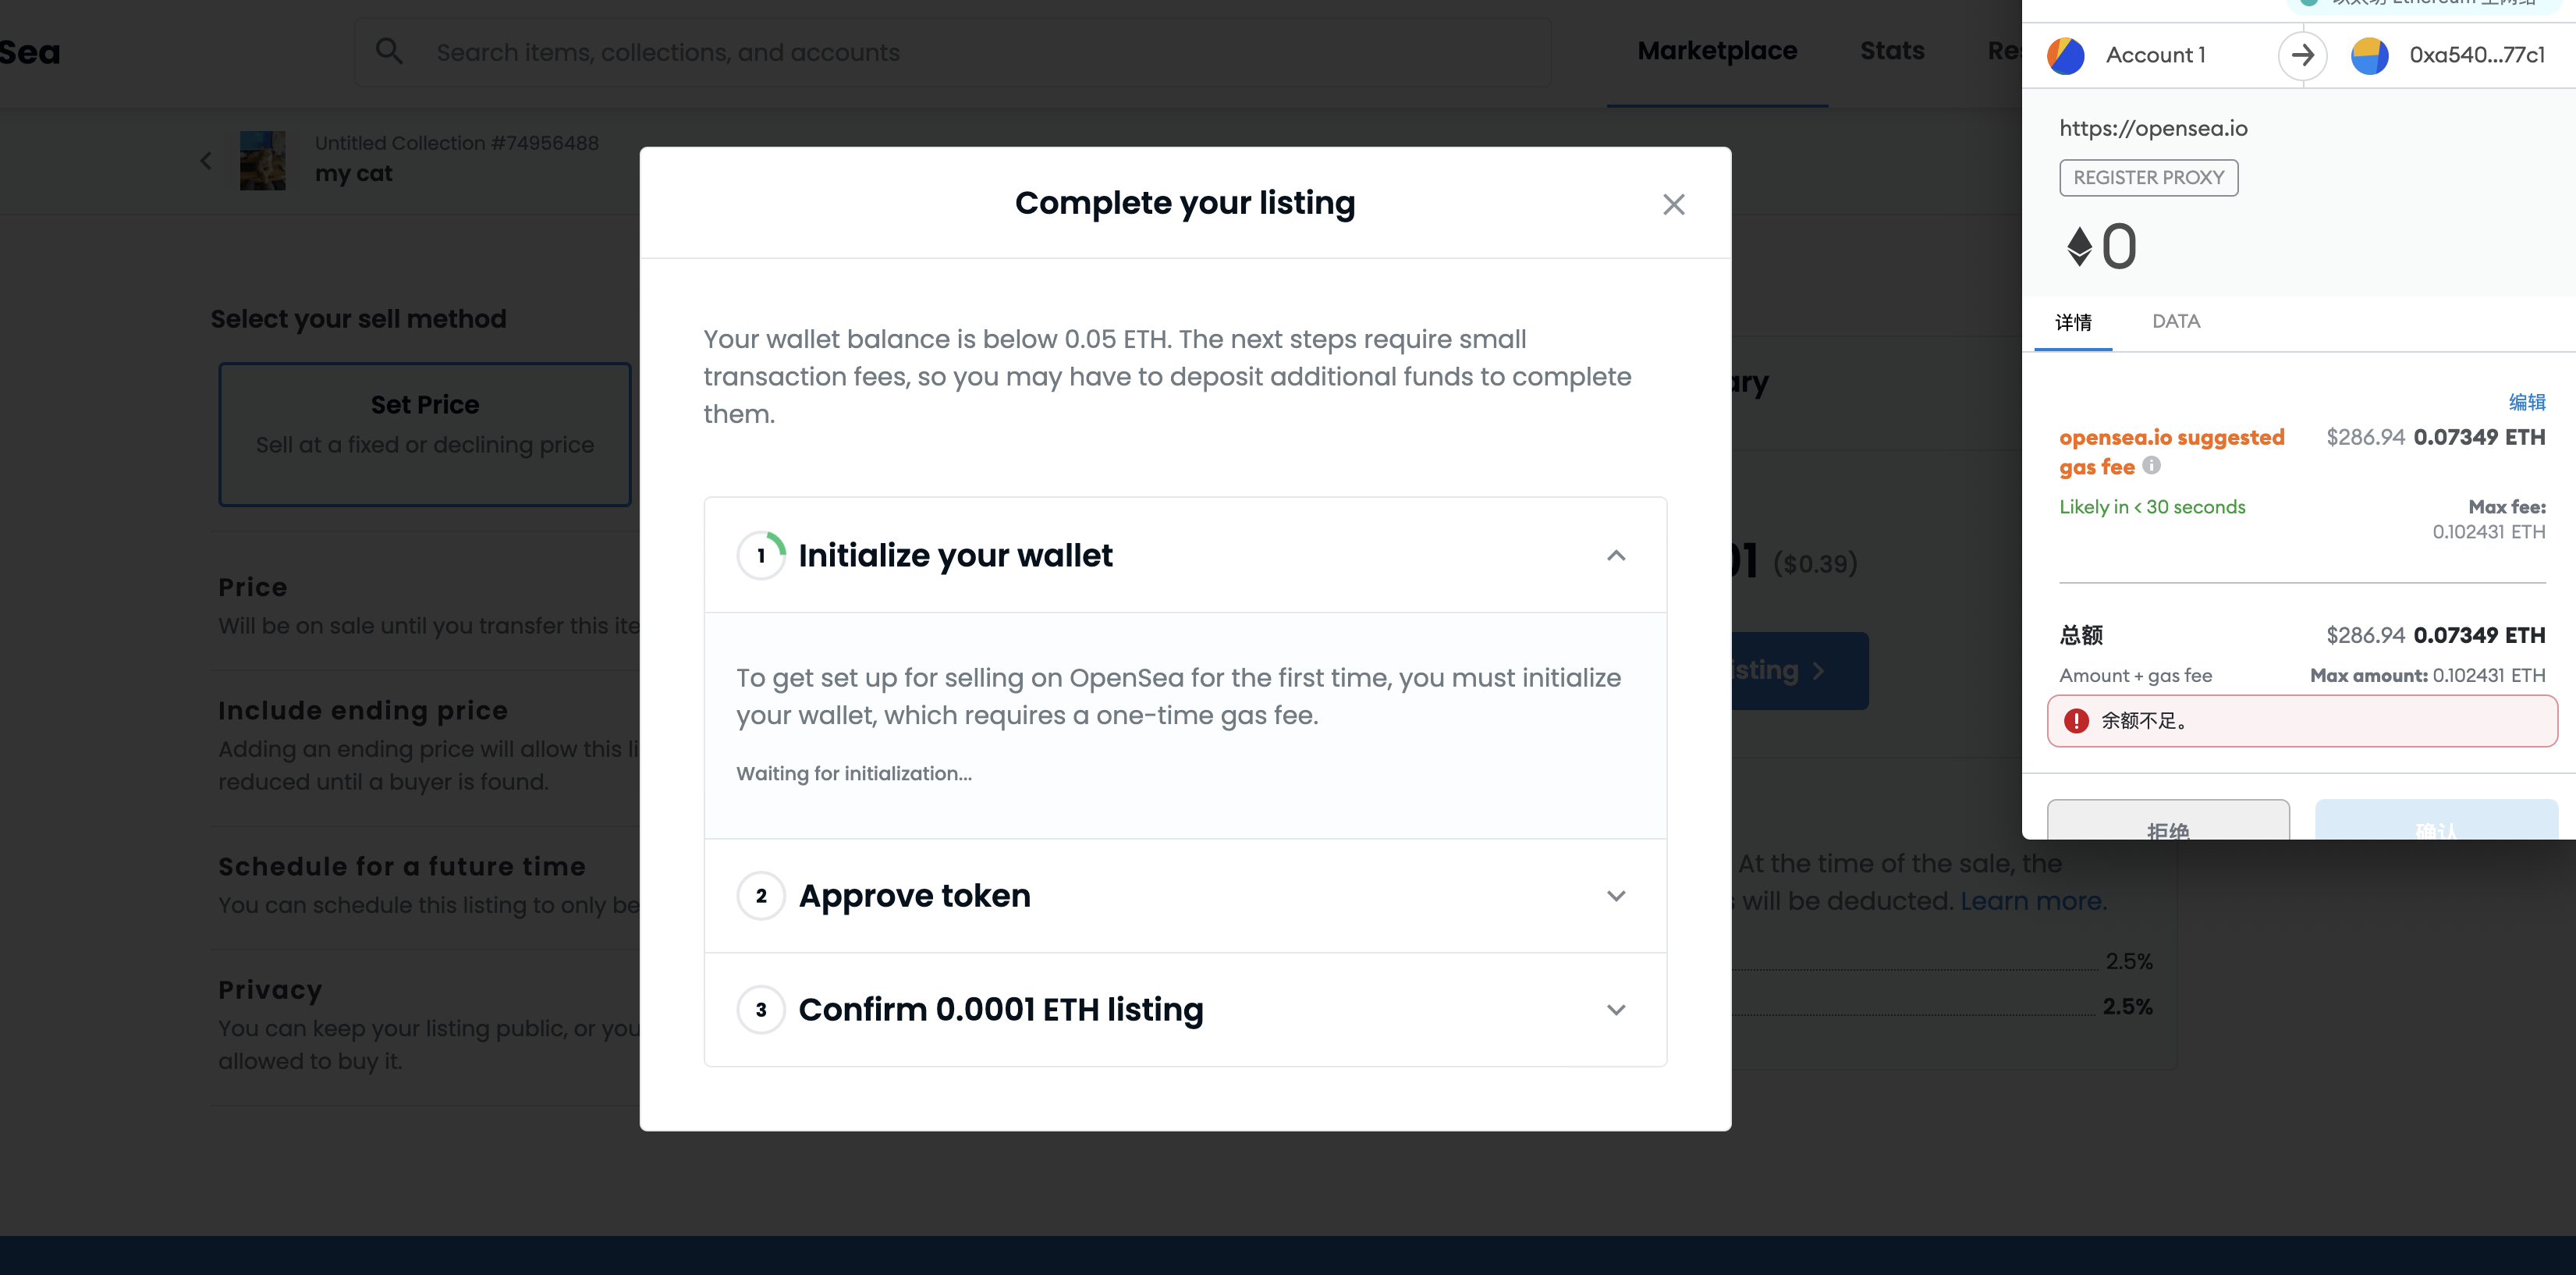 Sea
Search items, collections, and accounts
Marketplace
Stats
Untitled Collection #74956488
my cat
Select your sell method
Set Price
Sell at a fixed or declining price
Price
Will be on sale until you transfer this
Include ending price
Adding an ending price will allow this
reduced until a buyer is found.
Schedule for a future time
You can schedule this listing to only be
Privacy
You can keep your listing public, or you
allowed to buy it.
Complete your listing
Your wallet balance is below 0.05 ETH. The next steps require small
transaction fees, so you may have to deposit additional funds to complete
them.
1 Initialize your wallet
To get set up for selling on OpenSea for the first time, you must initialize
your wallet, which requires a one-time gas fee.
Waiting for initialization...
2 Approve token
3 Confirm 0.0001 ETH listing
ary
($0.39)
isting
At the time of the sale, the
will be deducted. Learn more.
2.5%
2.5%
Account 1
0xa540...77c1
https://opensea.io
REGISTER PROXY
0
详情
DATA
编辑
opensea.io suggested
gas fee
$286.94 0.07349 ETH
Likely in < 30 seconds
Max fee:
0.102431 ETH
总额
$286.94 0.07349 ETH
Amount + gas fee
Max amount: 0.102431 ETH
余额不足。
拒绝
确认